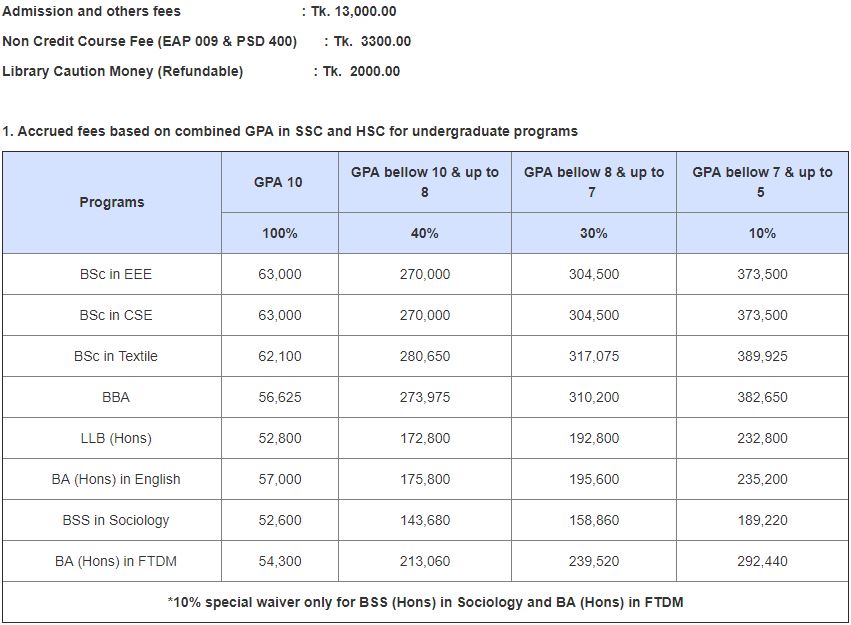 Admission and others fees : Tk. 13,000.00
Non Credit Course Fee (EAP 009 & PSD 400) : Tk. 3300.00
Library Caution Money (Refundable) : Tk. 2000.00
1. Accrued fees based on combined GPA in SSC and HSC for undergraduate programs
Programs GPA 10 GPA bellow 10 & up to 8 GPA bellow 8 & up to 7 GPA bellow 7 & up to 5
100% 40% 30% 10%
BSc in EEE 63,000 270,000 304,500 373,500
BSc in CSE 63,000 270,000 304,500 373,500
BSc in Textile 62,100 280,650 317,075 389,925
BBA 56,625 273,975 310,200 382,650
LLB (Hons) 52,800 172,800 192,800 232,800
BA (Hons) in English 57,000 175,800 195,600 235,200
BSS in Sociology 52,600 143,680 158,860 189,220
BA (Hons) in FTDM 54,300 213,060 239,520 292,440
*10% special waiver only for BSS (Hons) in Sociology and BA (Hons) in FTDM